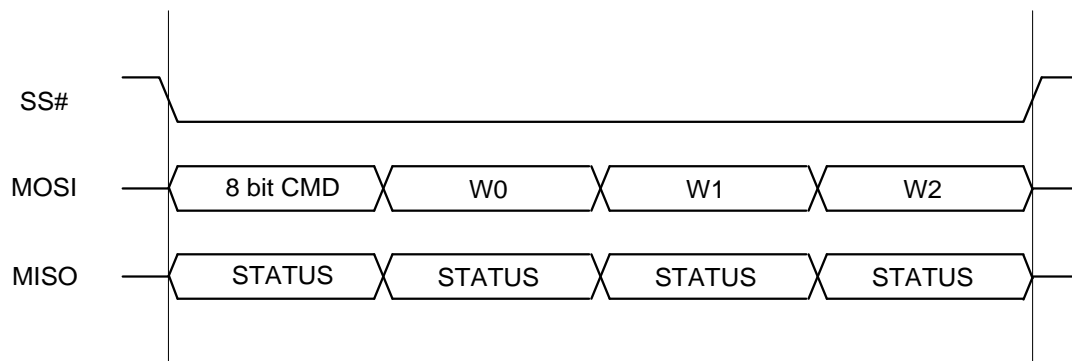 SS#
MOSI 8 bit CMD W0 W1 W2
MISO STATUS STATUS STATUS STATUS